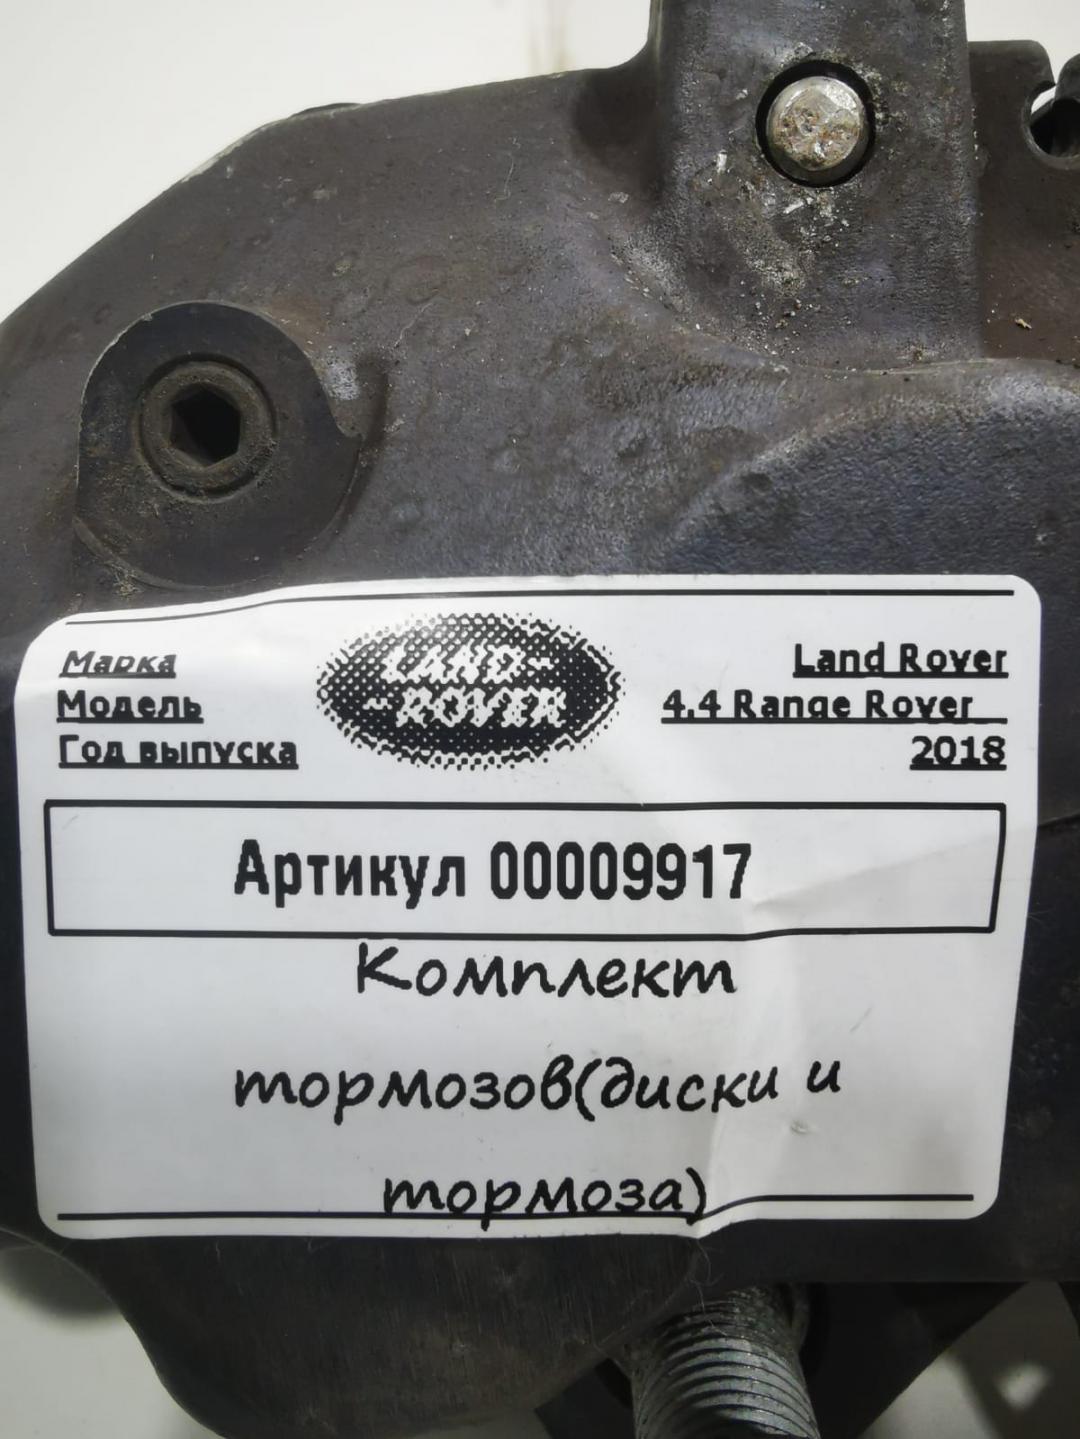 Марка LAND- Land Rover
Модель -ROVER 4.4 Range Rover
Год выпуска 2018
Артикул 00009917
Комплект
тормозов(диски и
тормоза)